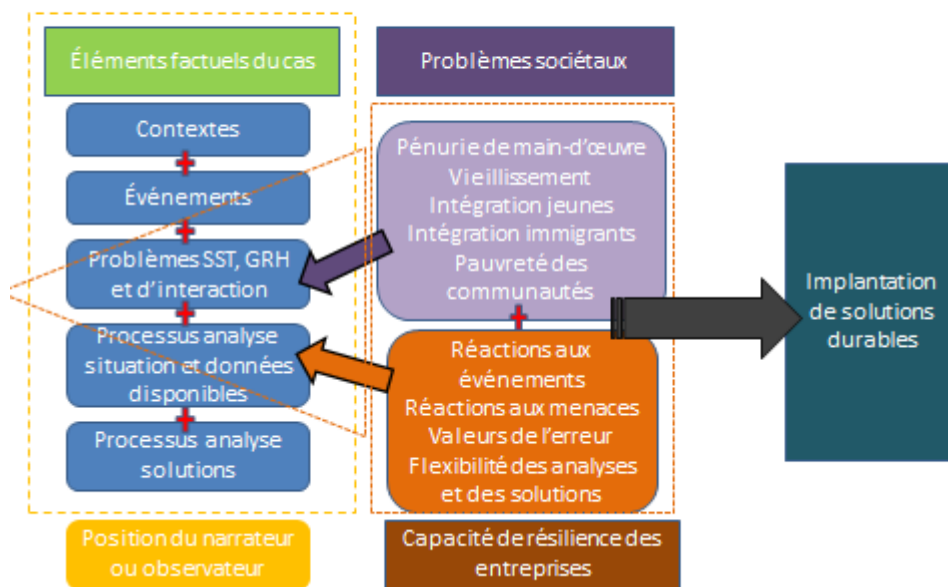 Éléments factuels du cas
Contextes
Événements
Problèmes SST, GRH
et d'interaction
Processus analyse
situation et données
disponibles
Processus analyse
solutions
Position du narrateur
ou observateur
Problèmes sociétaux
Pénurie de main-d'œuvre
Vieillissement
Intégration jeunes
Intégration immigrants
Pauvreté des
communautés
Réactions aux
événements
Réactions aux menaces
Valeurs de l'erreur
Flexibilité des analyses
et des solutions
Capacité de résilience des
entreprises
Implantation
de solutions
durables